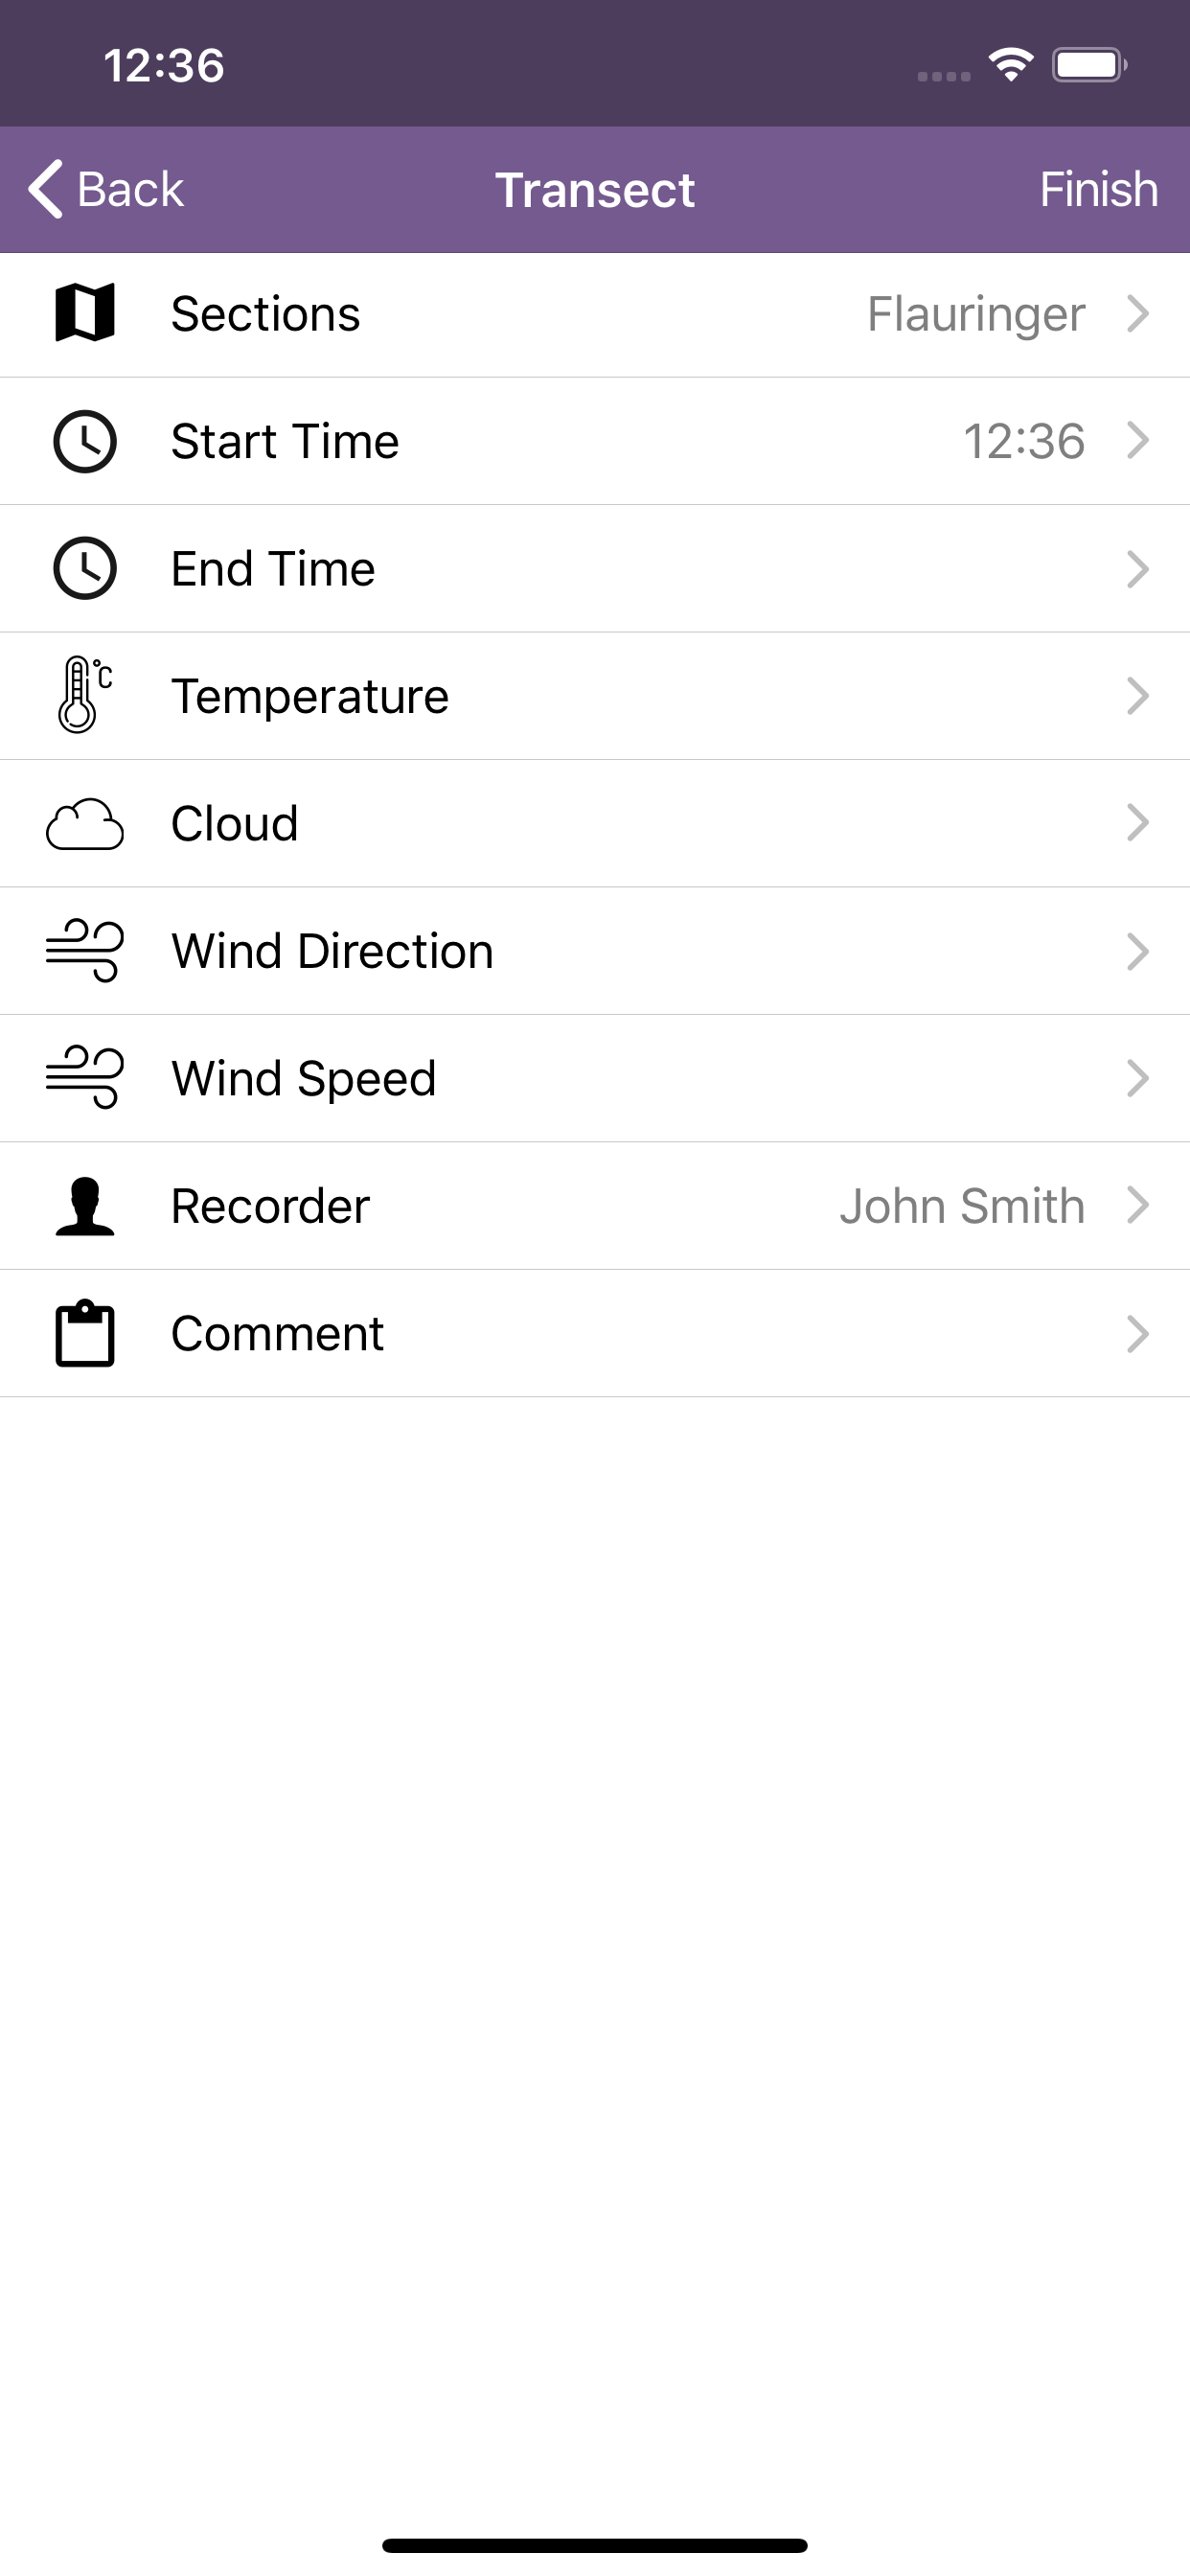 12:36
Back Transect Finish
Sections Flauringer
Start Time 12:36
End Time
°C Temperature
Cloud
Wind Direction
Wind Speed
Recorder John Smith
Comment